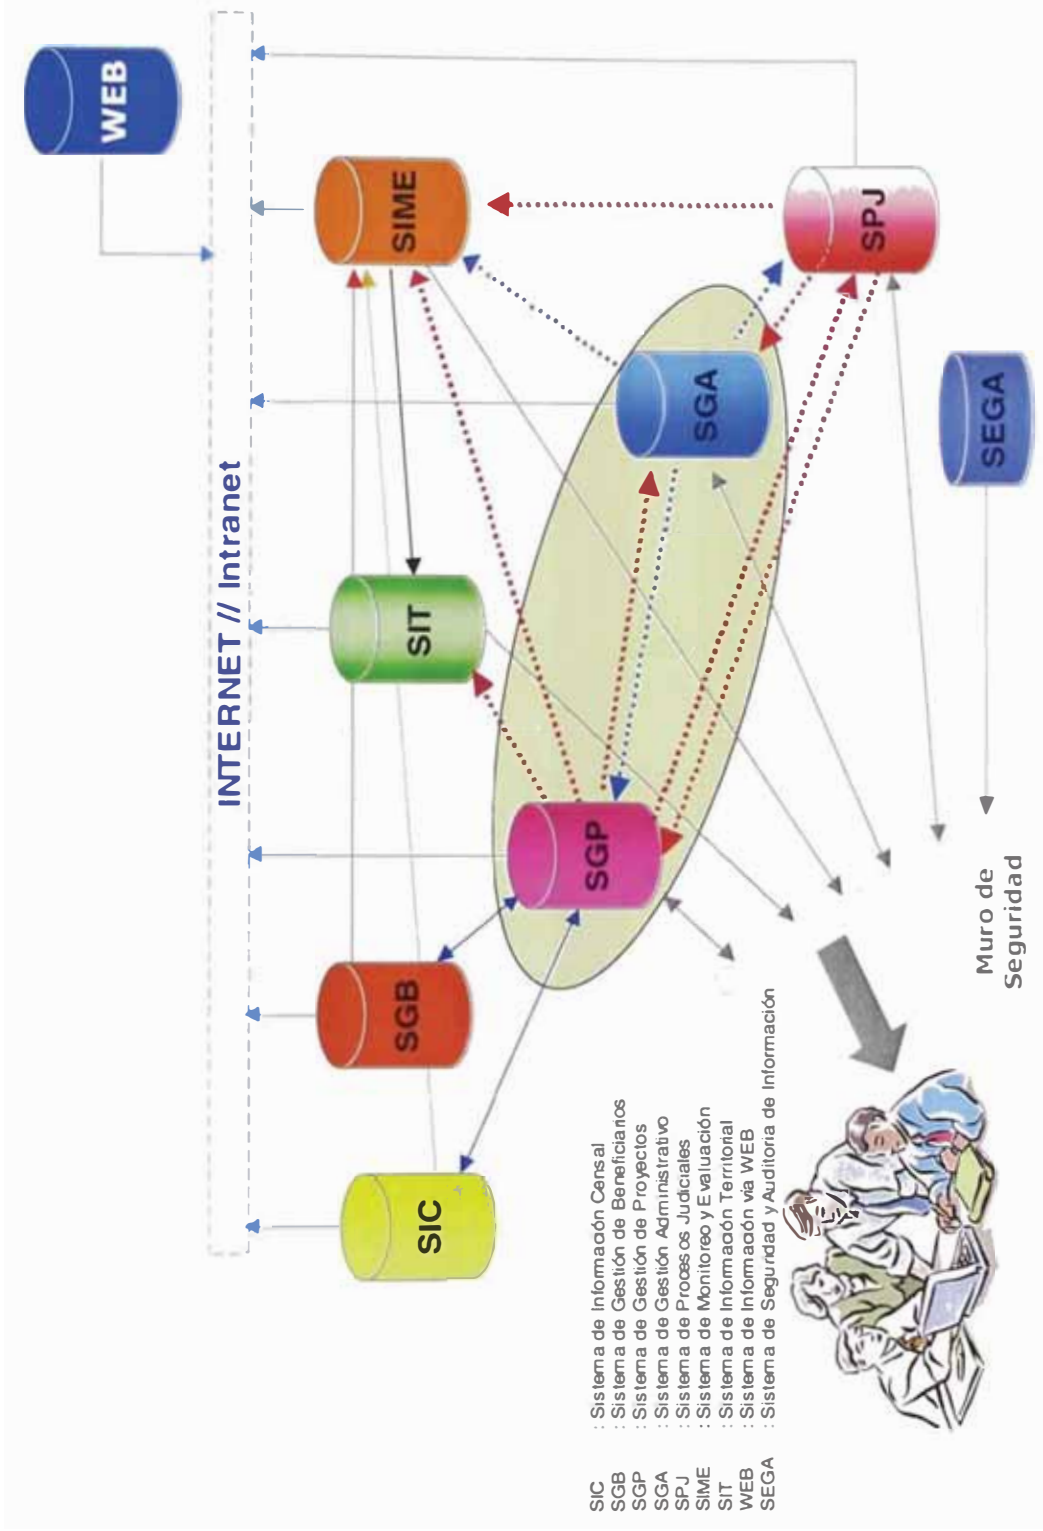 WEB
INTERNET // Intranet
SIC
SGB
SIT
SIME
SGP
SGA
SPJ
SEGA
Muro de
Seguridad
SIC : Sistema de Información Censal
SGB : Sistema de Gestión de Beneficiarios
SGP : Sistema de Gestión de Proyectos
SGA : Sistema de Gestión Administrativo
SPJ : Sistema de Procesos Judiciales
SIME : Sistema de Monitoreo y Evaluación
SIT : Sistema de Información Territorial
WEB : Sistema de Información vía WEB
SEGA : Sistema de Seguridad y Auditoria de Información